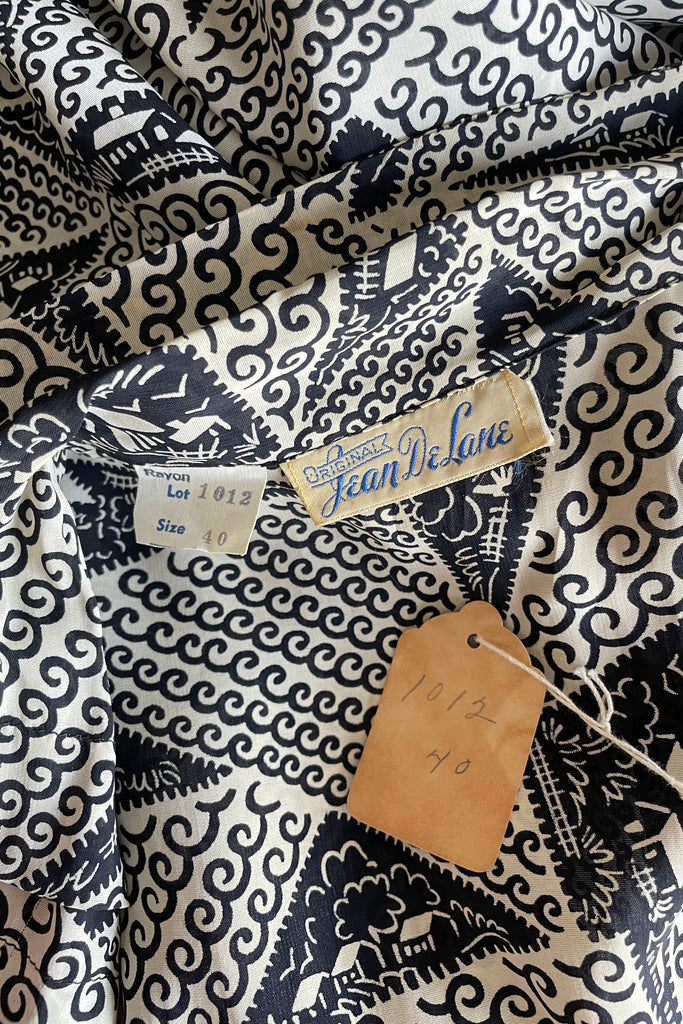 Rayon
Lot 1012
Size 40
ORIGINAL
Jean DeLane
1012
40